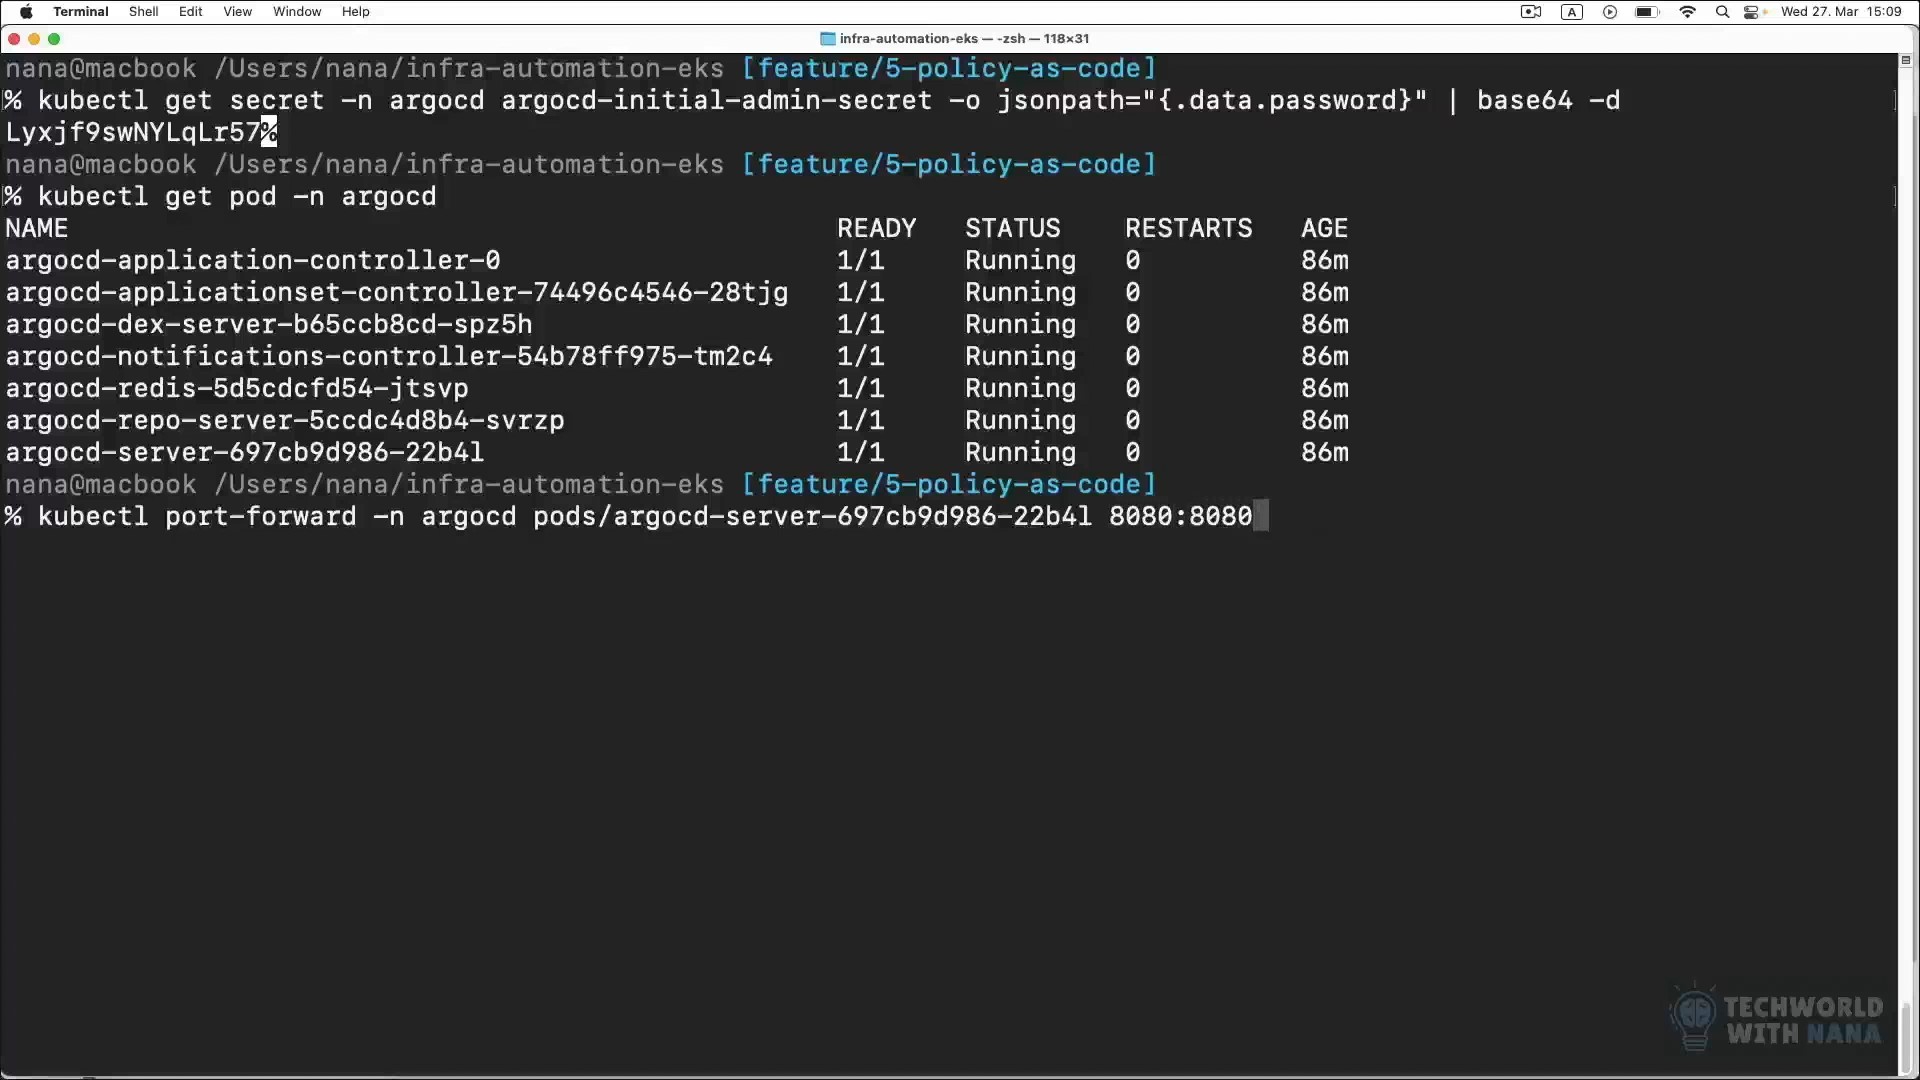 Terminal Shell Edit View Window Help A Wed 27. Mar 15:09
infra-automation-eks — -zsh — 118×31
nana@macbook /Users/nana/infra-automation-eks [feature/5-policy-as-code]
% kubectl get secret -n argocd argocd-initial-admin-secret -o jsonpath="{.data.password}" | base64 -d
Lyxjf9swNYLqLr57%
nana@macbook /Users/nana/infra-automation-eks [feature/5-policy-as-code]
% kubectl get pod -n argocd
NAME READY STATUS RESTARTS AGE
argocd-application-controller-0 1/1 Running 0 86m
argocd-applicationset-controller-74496c4546-28tjg 1/1 Running 0 86m
argocd-dex-server-b65ccb8cd-spz5h 1/1 Running 0 86m
argocd-notifications-controller-54b78ff975-tm2c4 1/1 Running 0 86m
argocd-redis-5d5cdcfd54-jtsvp 1/1 Running 0 86m
argocd-repo-server-5ccdc4d8b4-svrzp 1/1 Running 0 86m
argocd-server-697cb9d986-22b4l 1/1 Running 0 86m
nana@macbook /Users/nana/infra-automation-eks [feature/5-policy-as-code]
% kubectl port-forward -n argocd pods/argocd-server-697cb9d986-22b4l 8080:8080
TECHWORLD
WITH NANA